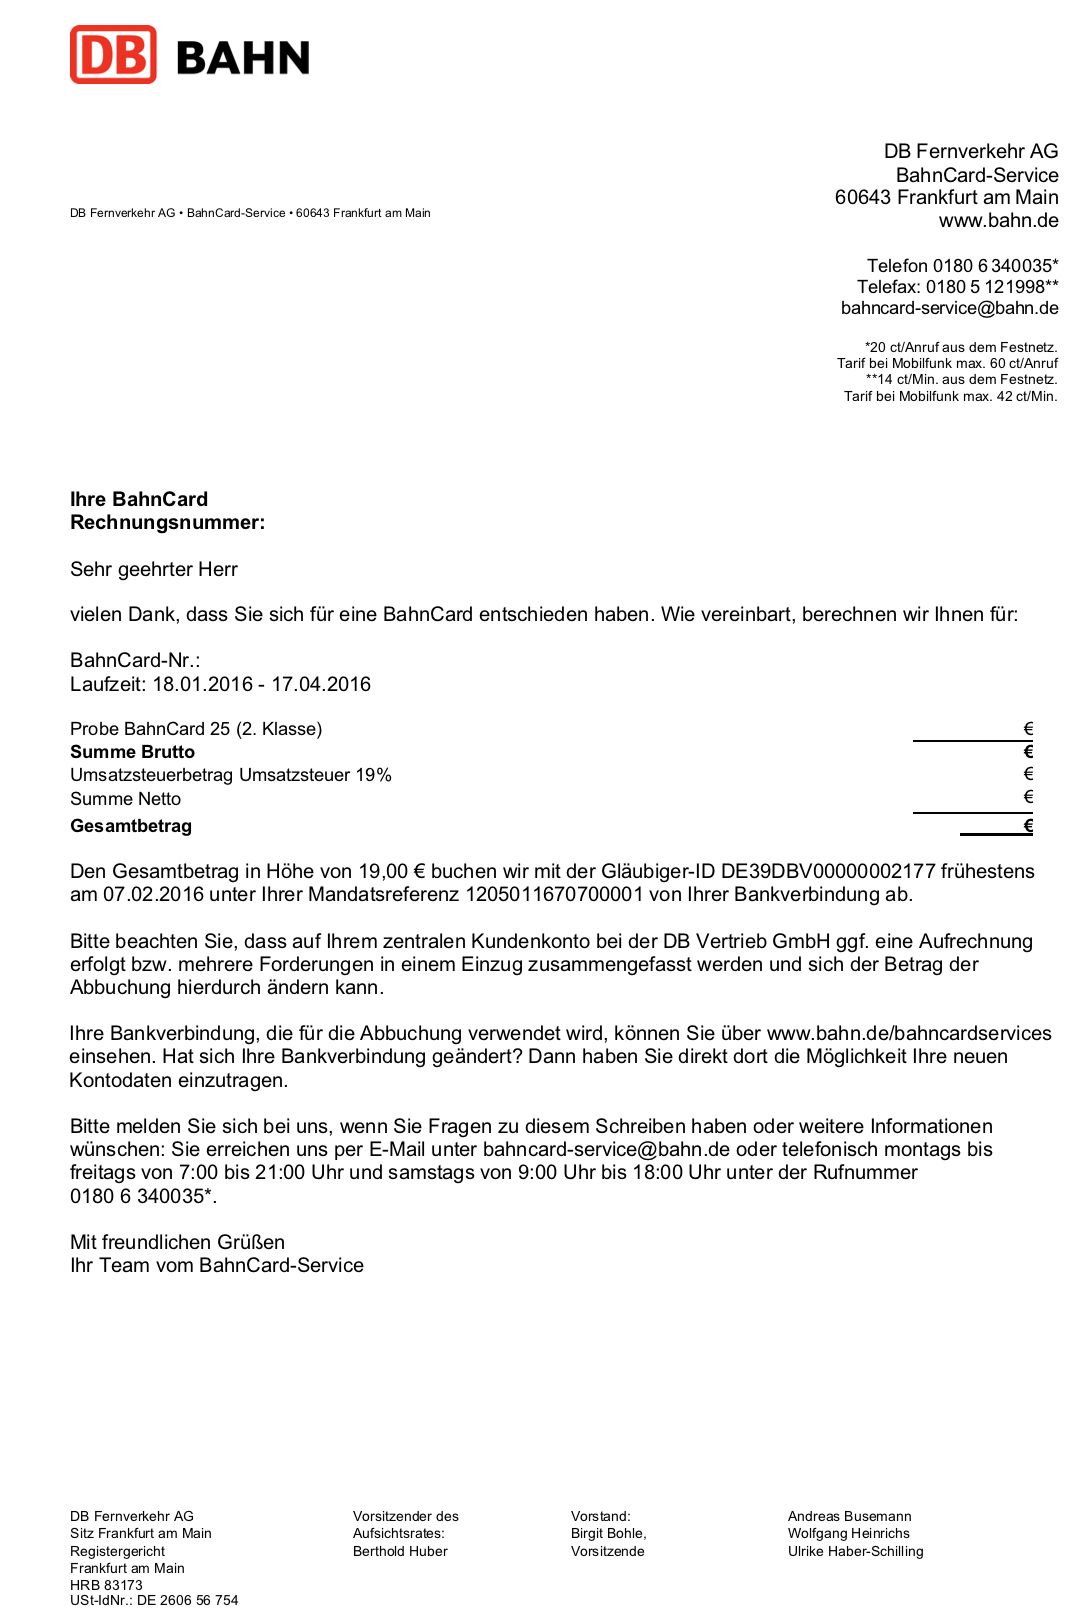 DB BAHN
DB Fernverkehr AG
BahnCard-Service
60643 Frankfurt am Main
www.bahn.de
DB Fernverkehr AG • BahnCard-Service • 60643 Frankfurt am Main
Telefon 0180 6 340035*
Telefax: 0180 5 121998**
bahncard-service@bahn.de
*20 ct/Anruf aus dem Festnetz.
Tarif bei Mobilfunk max. 60 ct/Anruf
**14 ct/Min. aus dem Festnetz.
Tarif bei Mobilfunk max. 42 ct/Min.
Ihre BahnCard
Rechnungsnummer:
Sehr geehrter Herr
vielen Dank, dass Sie sich für eine BahnCard entschieden haben. Wie vereinbart, berechnen wir Ihnen für:
BahnCard-Nr.:
Laufzeit: 18.01.2016 - 17.04.2016
Probe BahnCard 25 (2. Klasse) €
Summe Brutto €
Umsatzsteuerbetrag Umsatzsteuer 19% €
Summe Netto €
Gesamtbetrag €
Den Gesamtbetrag in Höhe von 19,00 € buchen wir mit der Gläubiger-ID DE39DBV00000002177 frühestens
am 07.02.2016 unter Ihrer Mandatsreferenz 1205011670700001 von Ihrer Bankverbindung ab.
Bitte beachten Sie, dass auf Ihrem zentralen Kundenkonto bei der DB Vertrieb GmbH ggf. eine Aufrechnung
erfolgt bzw. mehrere Forderungen in einem Einzug zusammengefasst werden und sich der Betrag der
Abbuchung hierdurch ändern kann.
Ihre Bankverbindung, die für die Abbuchung verwendet wird, können Sie über www.bahn.de/bahncardservices
einsehen. Hat sich Ihre Bankverbindung geändert? Dann haben Sie direkt dort die Möglichkeit Ihre neuen
Kontodaten einzutragen.
Bitte melden Sie sich bei uns, wenn Sie Fragen zu diesem Schreiben haben oder weitere Informationen
wünschen: Sie erreichen uns per E-Mail unter bahncard-service@bahn.de oder telefonisch montags bis
freitags von 7:00 bis 21:00 Uhr und samstags von 9:00 Uhr bis 18:00 Uhr unter der Rufnummer
0180 6 340035*.
Mit freundlichen Grüßen
Ihr Team vom BahnCard-Service
DB Fernverkehr AG
Sitz Frankfurt am Main
Registergericht
Frankfurt am Main
HRB 83173
USt-IdNr.: DE 2606 56 754
Vorsitzender des
Aufsichtsrates:
Berthold Huber
Vorstand:
Birgit Bohle,
Vorsitzende
Andreas Busemann
Wolfgang Heinrichs
Ulrike Haber-Schilling